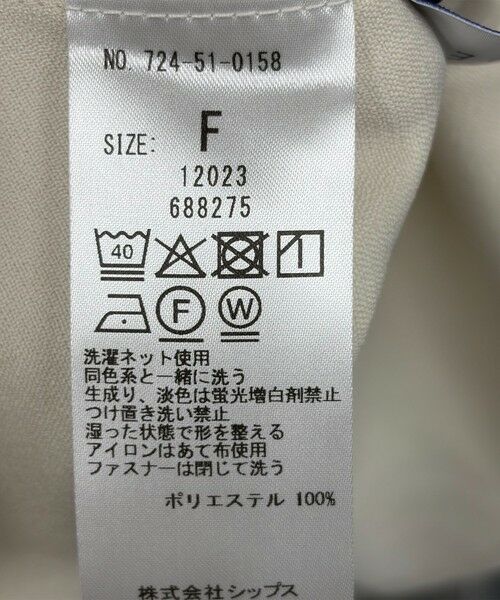 NO. 724-51-0158
SIZE: F
12023
688275
40
F W
洗濯ネット使用
同色系と一緒に洗う
生成り、淡色は蛍光増白剤禁止
つけ置き洗い禁止
湿った状態で形を整える
アイロンはあて布使用
ファスナーは閉じて洗う
ポリエステル 100%
株式会社シップス